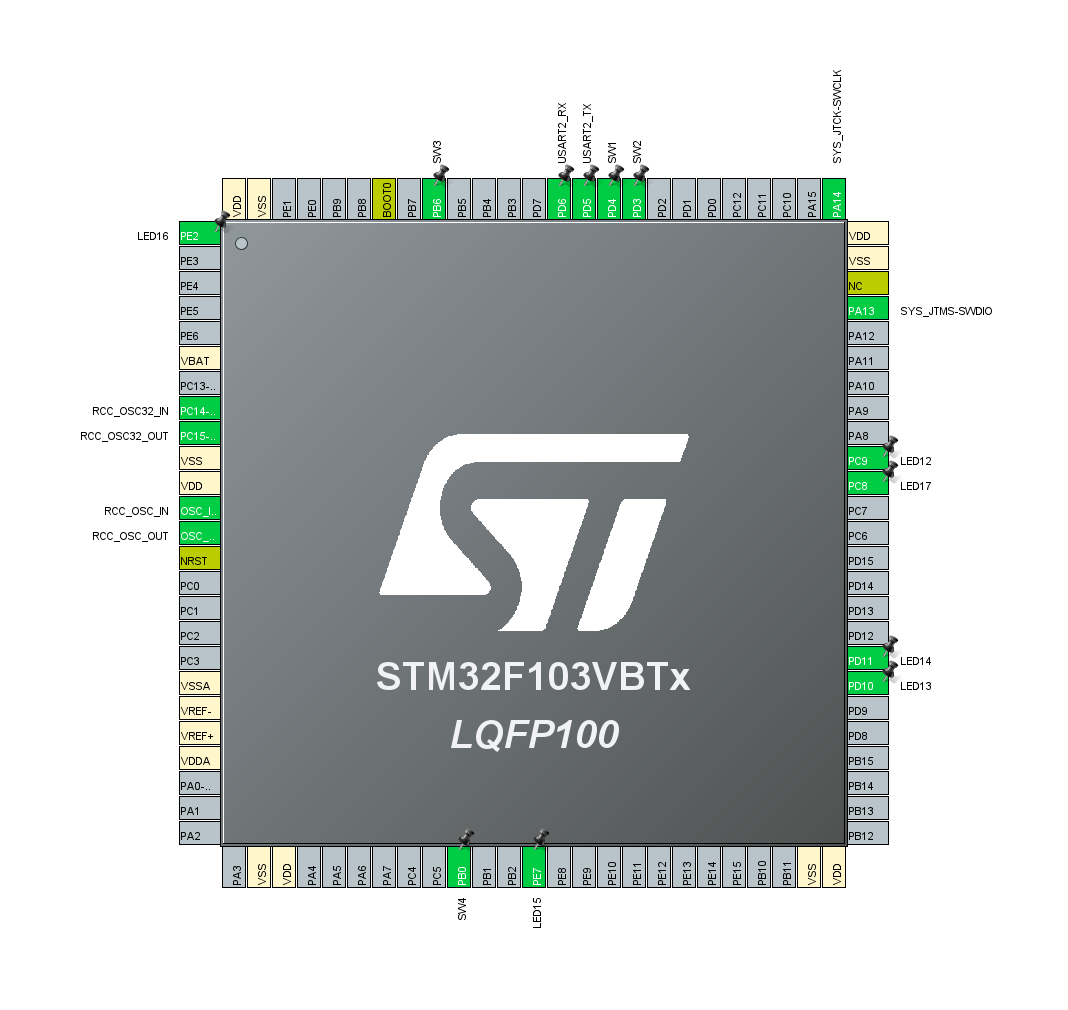 SYS_JTCK-SWCLK
USART2_RX
USART2_TX
SW3
SW1
SW2
VDD
VSS
PE1
PE0
PB9
PB8
BOOT0
PB7
PB6
PB5
PB4
PB3
PD7
PD6
PD5
PD4
PD3
PD2
PD1
PD0
PC12
PC11
PC10
PA15
PA14
LED16 PE2
PE3
PE4
PE5
PE6
VBAT
PC13-..
RCC_OSC32_IN PC14-..
RCC_OSC32_OUT PC15-..
VSS
VDD
RCC_OSC_IN OSC_I..
RCC_OSC_OUT OSC_..
NRST
PC0
PC1
PC2
PC3
VSSA
VREF-
VREF+
VDDA
PA0-..
PA1
PA2
ST
STM32F103VBTx
LQFP100
VDD
VSS
NC
PA13 SYS_JTMS-SWDIO
PA12
PA11
PA10
PA9
PA8
PC9 LED12
PC8 LED17
PC7
PC6
PD15
PD14
PD13
PD12
PD11 LED14
PD10 LED13
PD9
PD8
PB15
PB14
PB13
PB12
PA3
VSS
VDD
PA4
PA5
PA6
PA7
PC4
PC5
PB0
PB1
PB2
PE7
PE8
PE9
PE10
PE11
PE12
PE13
PE14
PE15
PB10
PB11
VSS
VDD
SW4
LED15